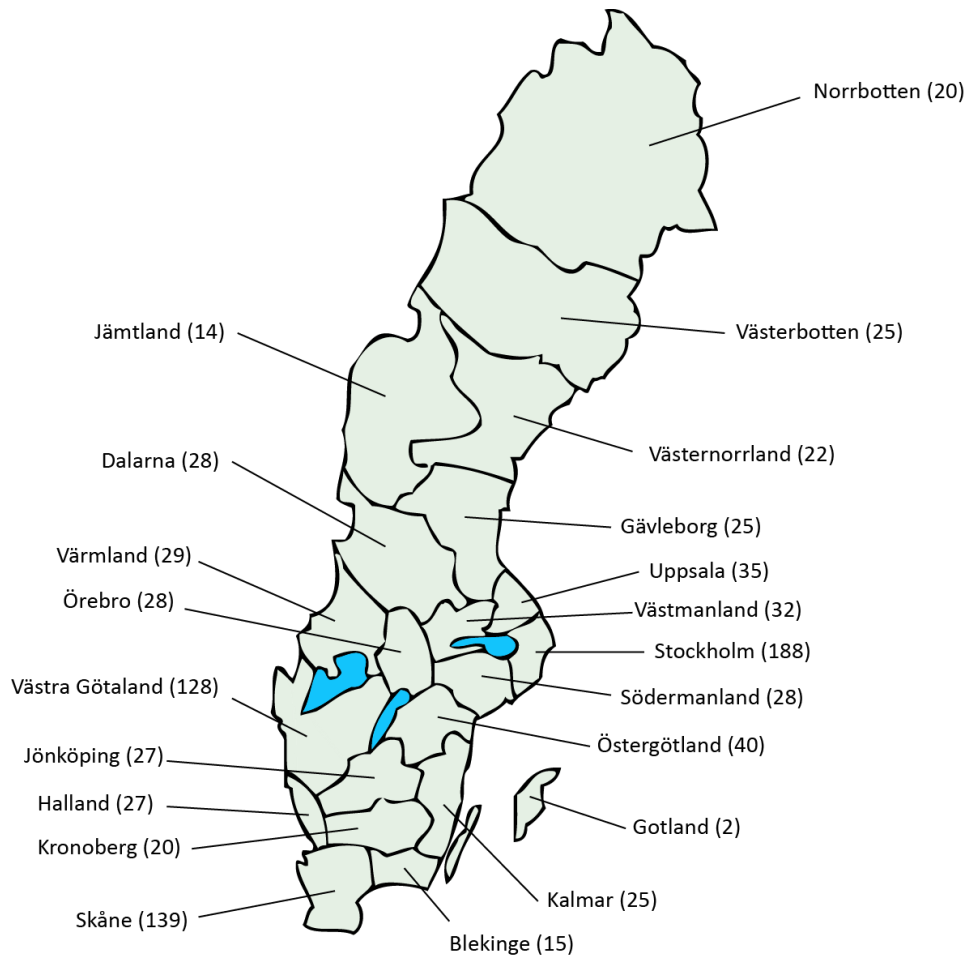 Norrbotten (20)
Jämtland (14)
Västerbotten (25)
Västernorrland (22)
Dalarna (28)
Gävleborg (25)
Värmland (29)
Uppsala (35)
Örebro (28)
Västmanland (32)
Stockholm (188)
Västra Götaland (128)
Södermanland (28)
Östergötland (40)
Jönköping (27)
Halland (27)
Gotland (2)
Kronoberg (20)
Kalmar (25)
Skåne (139)
Blekinge (15)